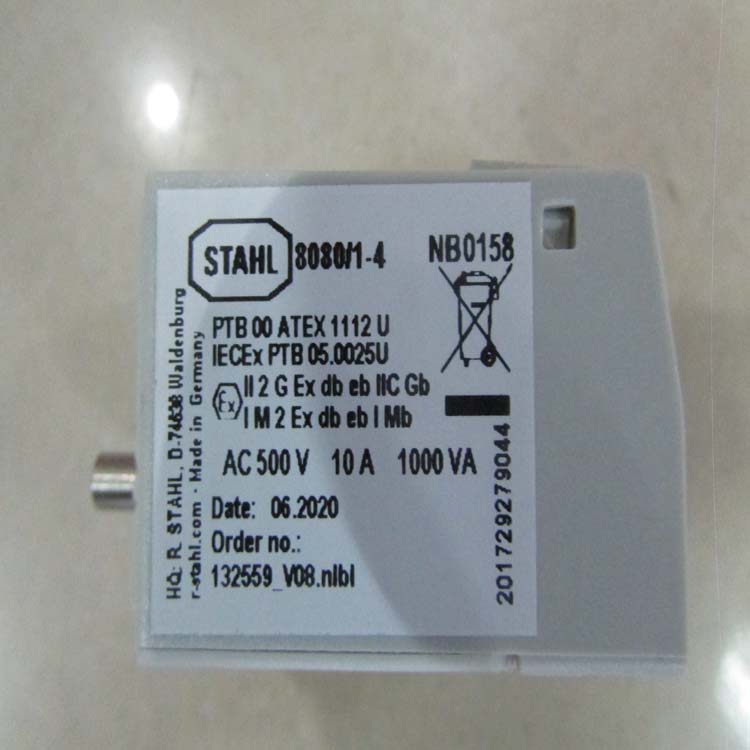 STAHL 8080/1-4 NB0158
PTB 00 ATEX 1112 U
IECEx PTB 05.0025U
Ex II 2 G Ex db eb IIC Gb
I M 2 Ex db eb I Mb
AC 500 V 10 A 1000 VA
Date: 06.2020
Order no.:
132559_V08.nlbl
HQ: R. STAHL, D-74638 Waldenburg
r-stahl.com · Made in Germany
201729279044